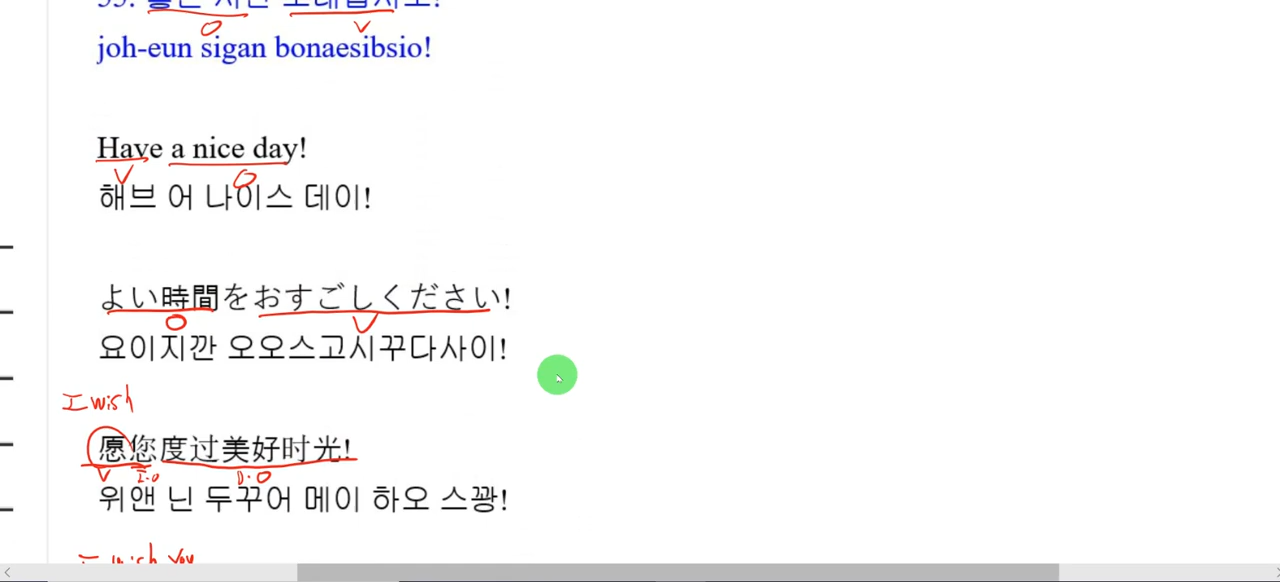 joh-eun sigan bonaesibsio!
O V
Have a nice day!
V O
해브 어 나이스 데이!
よい時間をおすごしください!
O V
요이지깐 오오스고시꾸다사이!
I wish
愿您度过美好时光!
V I·O D·O
위앤 닌 두꾸어 메이 하오 스꽝!
I wish you